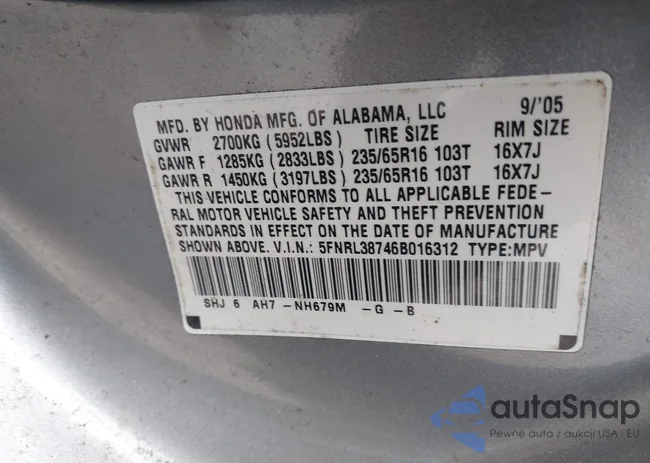 MFD. BY HONDA MFG. OF ALABAMA, LLC 9/'05
GVWR 2700KG (5952LBS) TIRE SIZE RIM SIZE
GAWR F 1285KG (2833LBS) 235/65R16 103T 16X7J
GAWR R 1450KG (3197LBS) 235/65R16 103T 16X7J
THIS VEHICLE CONFORMS TO ALL APPLICABLE FEDE-
RAL MOTOR VEHICLE SAFETY AND THEFT PREVENTION
STANDARDS IN EFFECT ON THE DATE OF MANUFACTURE
SHOWN ABOVE. V.I.N.: 5FNRL38746B016312 TYPE:MPV
SHJ 6 AH7 -NH679M -G -B
autaSnap
Pewne auta z aukcji USA i EU